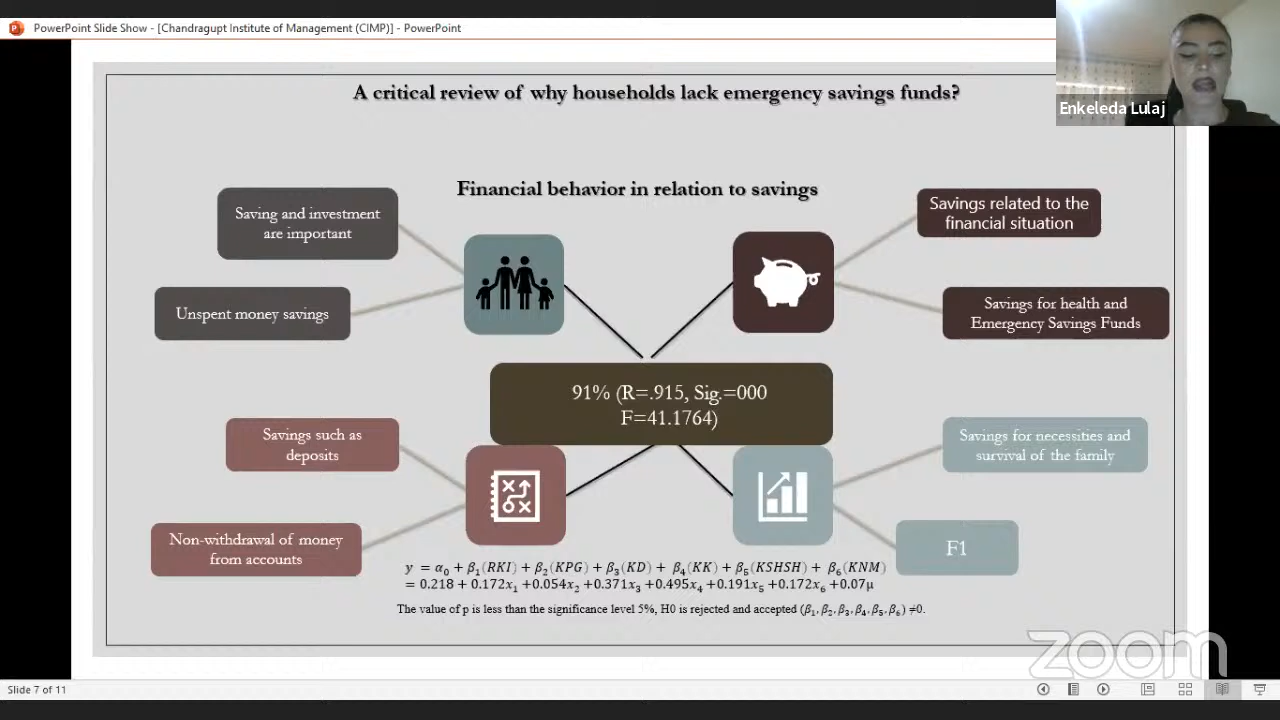 PowerPoint Slide Show - [Chandragupt Institute of Management (CIMP)] - PowerPoint
Enkeleda Lulaj
A critical review of why households lack emergency savings funds?
Financial behavior in relation to savings
Saving and investment
are important
Savings related to the
financial situation
Unspent money savings
Savings for health and
Emergency Savings Funds
91% (R=.915, Sig.=000
F=41.1764)
Savings such as
deposits
Savings for necessities and
survival of the family
Non-withdrawal of money
from accounts
F1
y = α₀ + β₁(RKI) + β₂(KPG) + β₃(KD) + β₄(KK) + β₅(KSHSH) + β₆(KNM)
= 0.218 + 0.172x₁ +0.054x₂ +0.371x₃ +0.495x₄ +0.191x₅ +0.172x₆ +0.07μ
The value of p is less than the significance level 5%, H0 is rejected and accepted (β₁,β₂,β₃,β₄,β₅,β₆) ≠0.
zoom
Slide 7 of 11